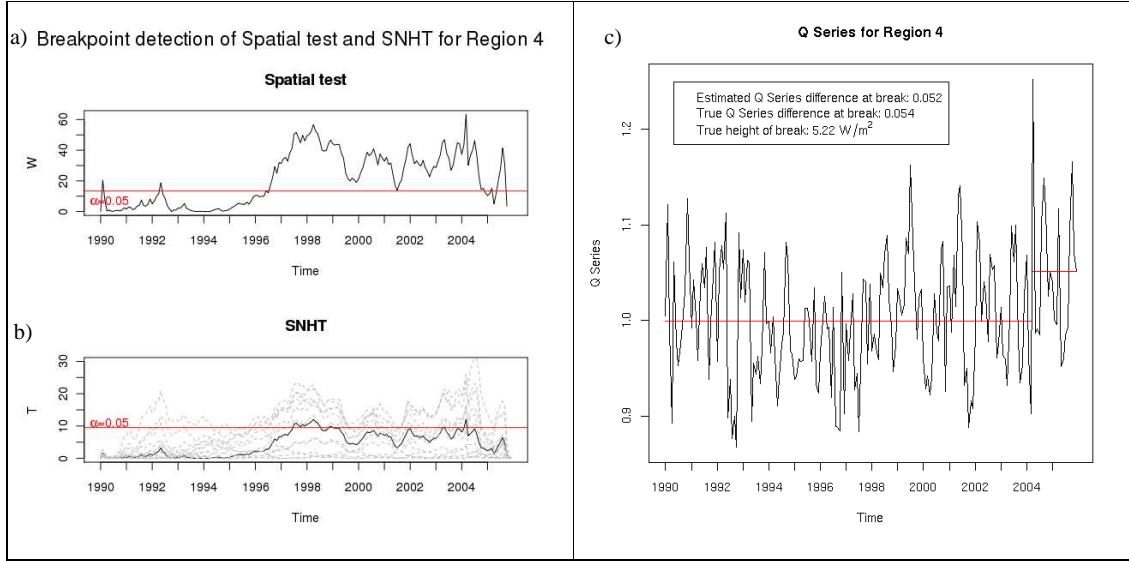 a) Breakpoint detection of Spatial test and SNHT for Region 4
Spatial test
W
0 20 40 60
α=0.05
1990 1992 1994 1996 1998 2000 2002 2004
Time
b)
SNHT
T
0 10 20 30
α=0.05
1990 1992 1994 1996 1998 2000 2002 2004
Time
c)
Q Series for Region 4
Estimated Q Series difference at break: 0.052
True Q Series difference at break: 0.054
True height of break: 5.22 W/m²
Q Series
0.9 1.0 1.1 1.2
1990 1992 1994 1996 1998 2000 2002 2004
Time